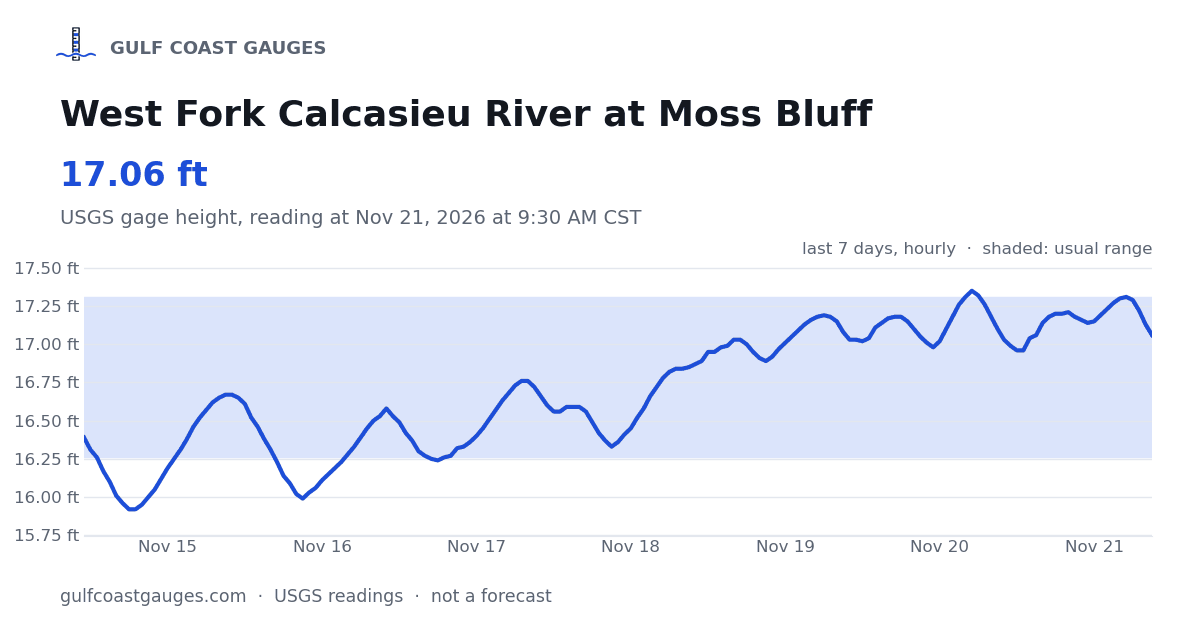 GULF COAST GAUGES
West Fork Calcasieu River at Moss Bluff
17.06 ft
USGS gage height, reading at Nov 21, 2026 at 9:30 AM CST
last 7 days, hourly · shaded: usual range
17.50 ft
17.25 ft
17.00 ft
16.75 ft
16.50 ft
16.25 ft
16.00 ft
15.75 ft
Nov 15 Nov 16 Nov 17 Nov 18 Nov 19 Nov 20 Nov 21
gulfcoastgauges.com · USGS readings · not a forecast